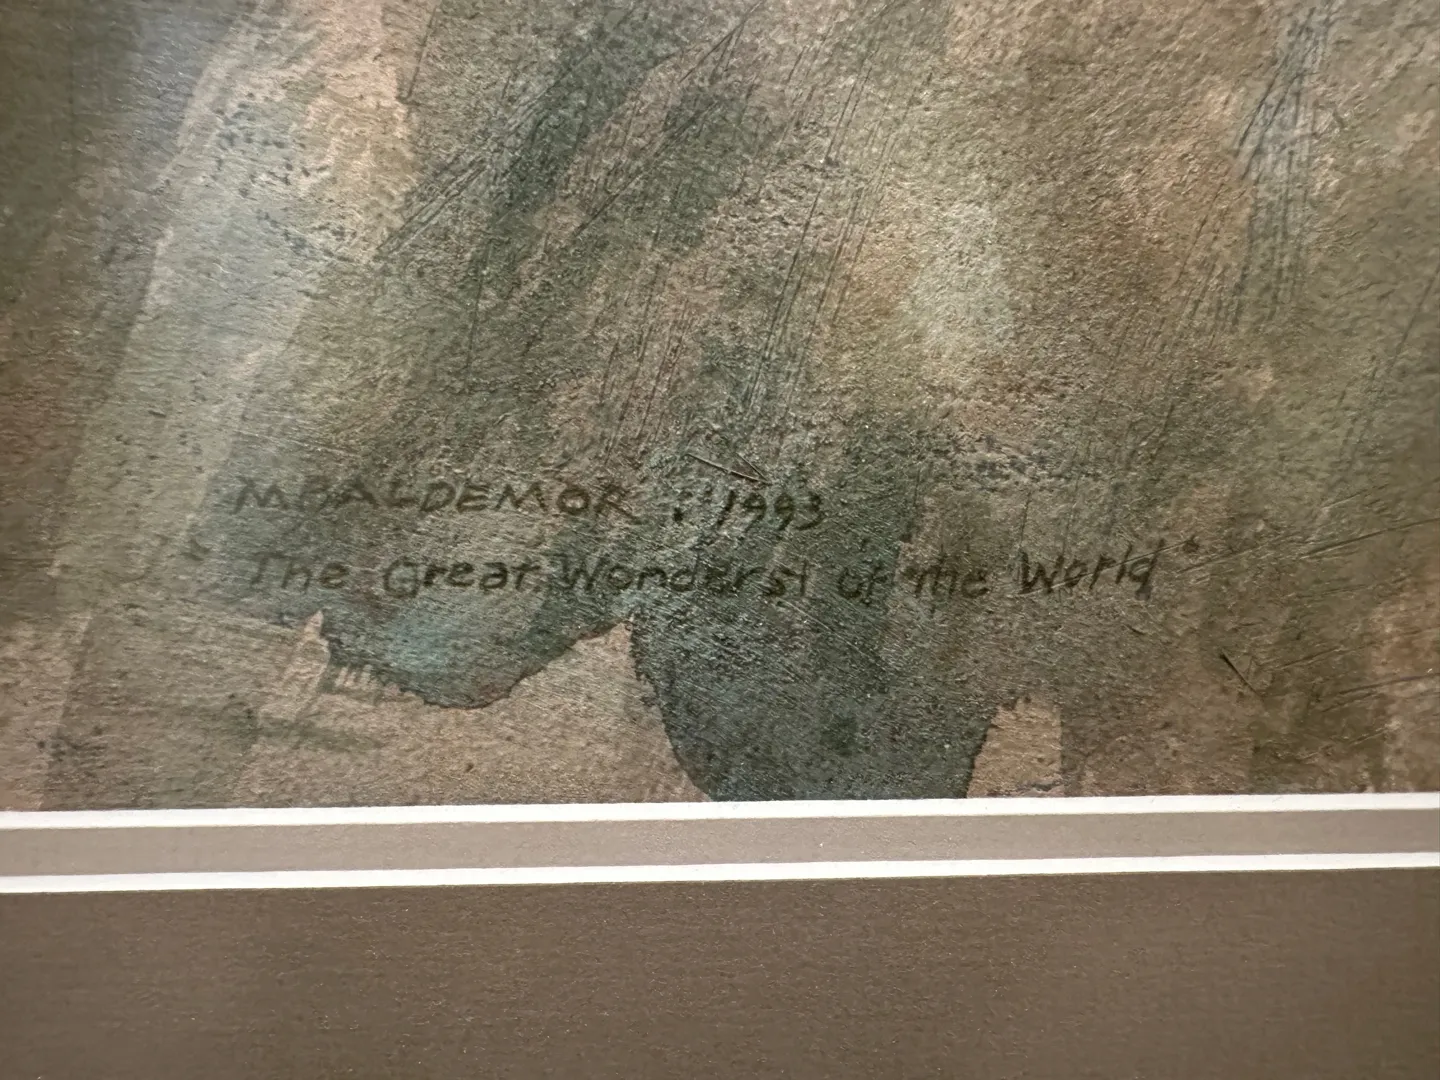 M BALDEMOR : '1993
"The Great Wonders of the World"